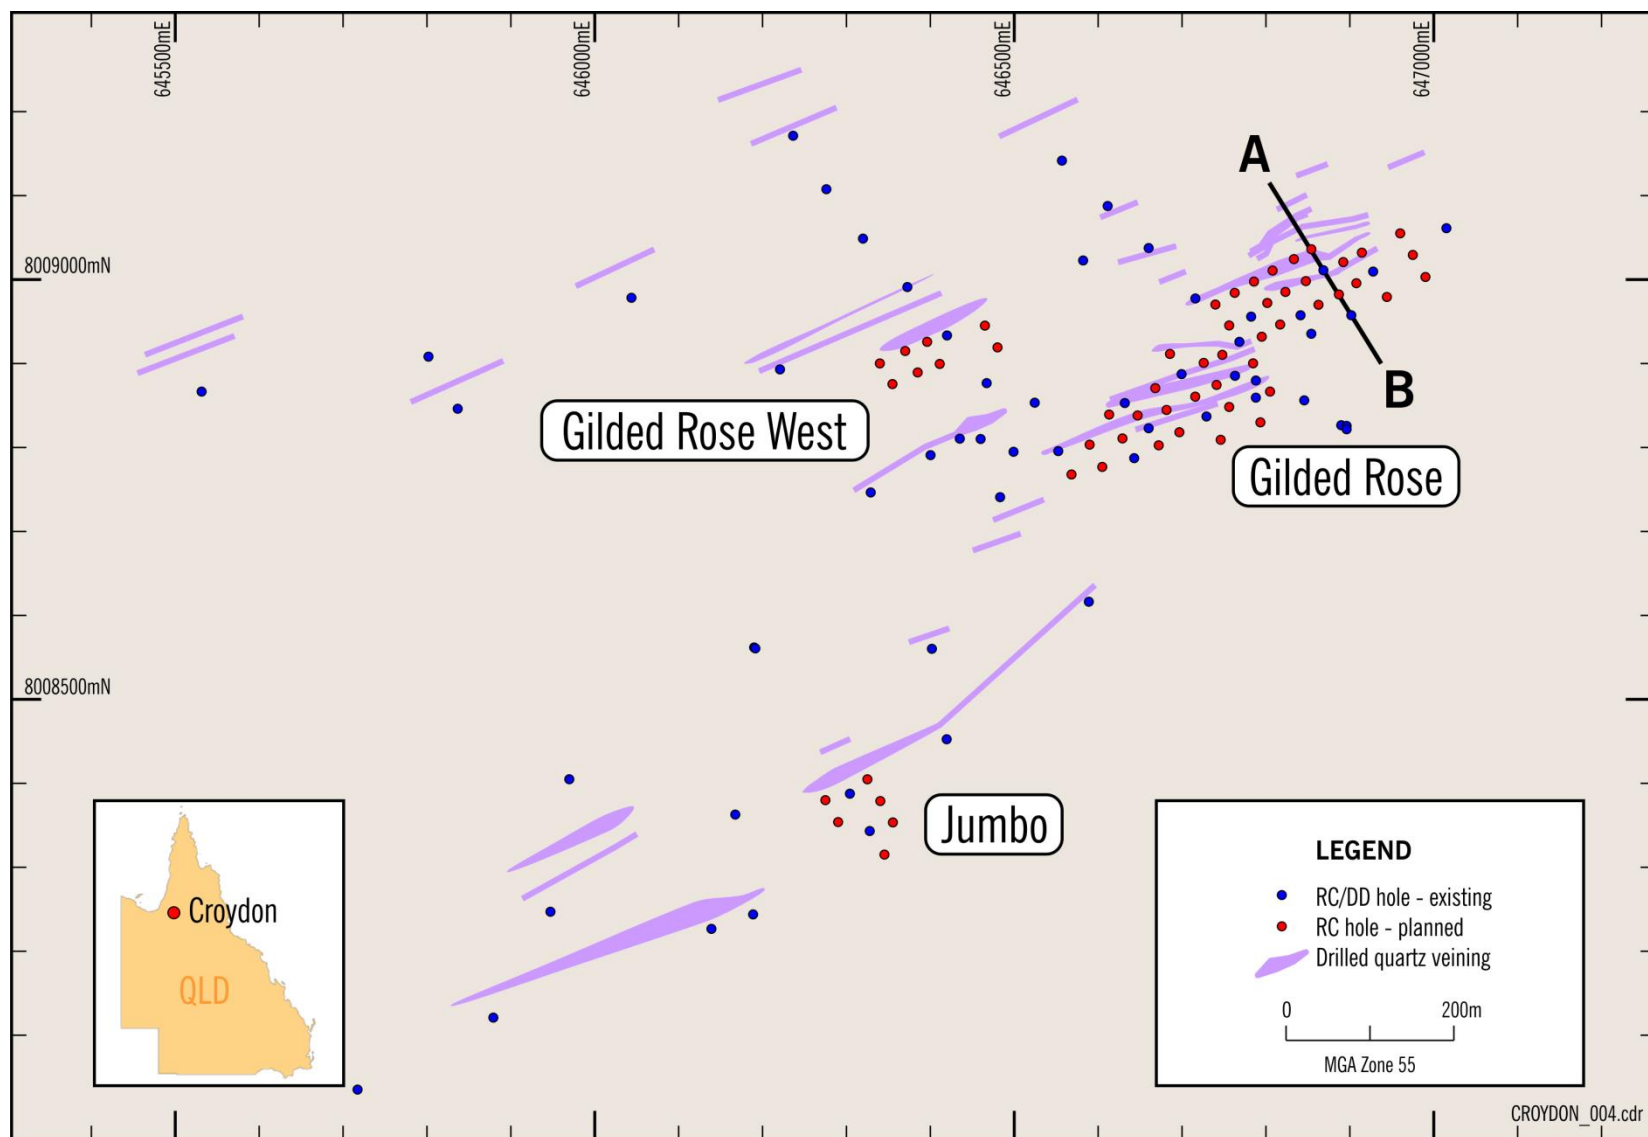 645500mE
646000mE
646500mE
647000mE
A
8009000mN
B
Gilded Rose West
Gilded Rose
8008500mN
Jumbo
Croydon
QLD
LEGEND
RC/DD hole - existing
RC hole - planned
Drilled quartz veining
0 200m
MGA Zone 55
CROYDON_004.cdr